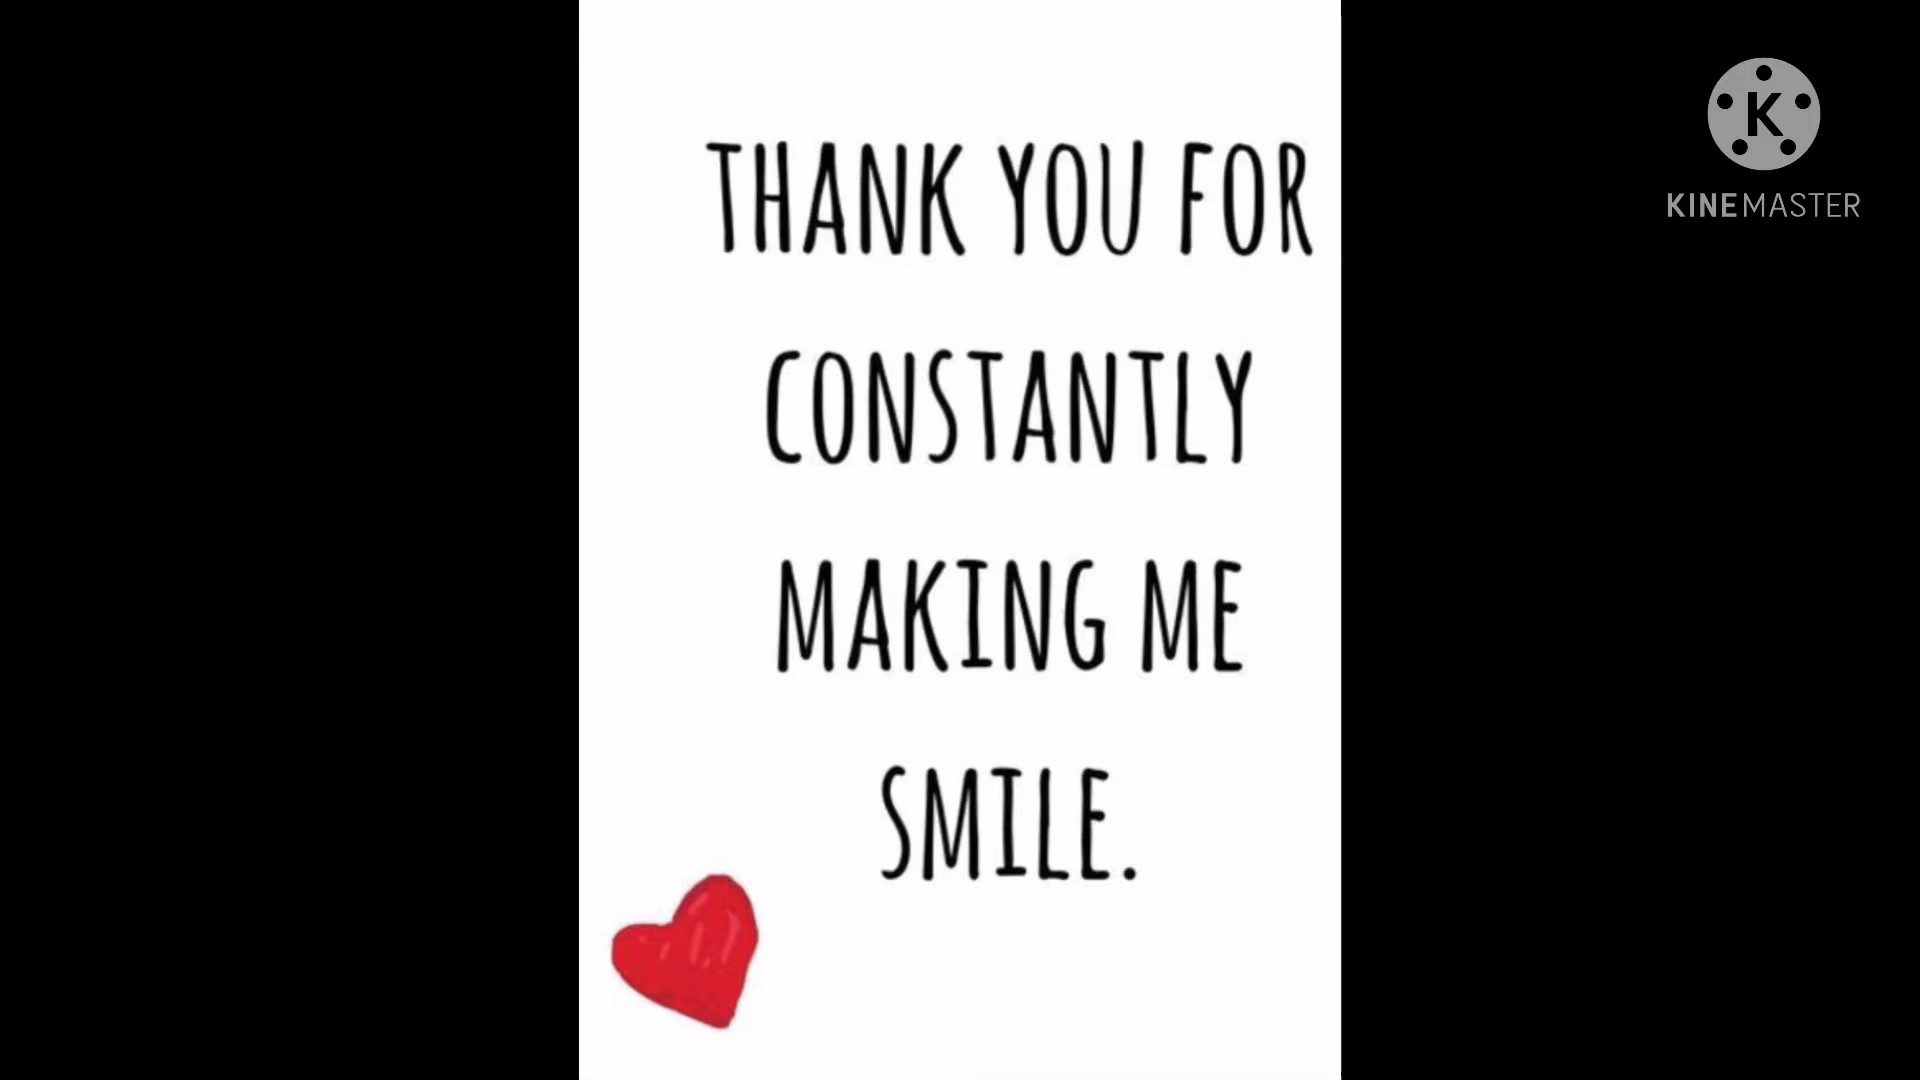 THANK YOU FOR
CONSTANTLY
MAKING ME
SMILE.
K
KINEMASTER